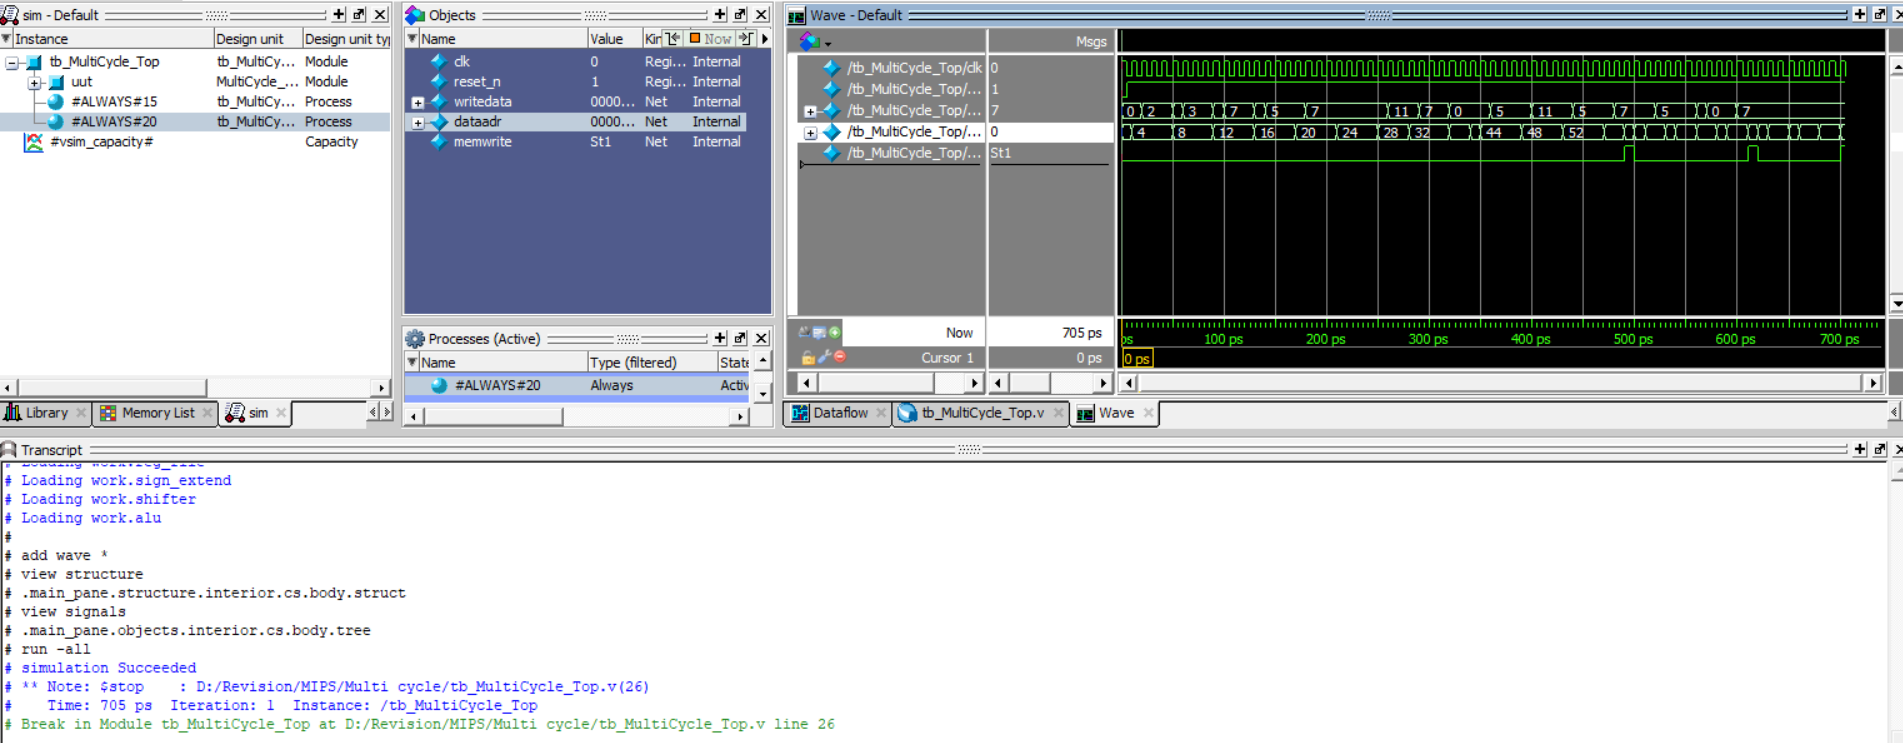 sim - Default
Instance Design unit Design unit ty
tb_MultiCycle_Top tb_MultiCy... Module
uut MultiCycle_... Module
#ALWAYS#15 tb_MultiCy... Process
#ALWAYS#20 tb_MultiCy... Process
#vsim_capacity# Capacity
Library Memory List sim
Objects
Name Value Kir Now
clk 0 Regi... Internal
reset_n 1 Regi... Internal
writedata 0000... Net Internal
dataadr 0000... Net Internal
memwrite St1 Net Internal
Processes (Active)
Name Type (filtered) State
#ALWAYS#20 Always Activ
Wave - Default
Msgs
/tb_MultiCycle_Top/clk 0
/tb_MultiCycle_Top/... 1
/tb_MultiCycle_Top/... 7
0 2 3 7 5 7 11 7 0 5 11 5 7 5 0 7
/tb_MultiCycle_Top/... 0
4 8 12 16 20 24 28 32 44 48 52
/tb_MultiCycle_Top/... St1
Now 705 ps
ps 100 ps 200 ps 300 ps 400 ps 500 ps 600 ps 700 ps
Cursor 1 0 ps
0 ps
Dataflow tb_MultiCycle_Top.v Wave
Transcript
# Loading work.reg_file
# Loading work.sign_extend
# Loading work.shifter
# Loading work.alu
#
# add wave *
# view structure
# .main_pane.structure.interior.cs.body.struct
# view signals
# .main_pane.objects.interior.cs.body.tree
# run -all
# simulation Succeeded
# ** Note: $stop : D:/Revision/MIPS/Multi cycle/tb_MultiCycle_Top.v(26)
# Time: 705 ps Iteration: 1 Instance: /tb_MultiCycle_Top
# Break in Module tb_MultiCycle_Top at D:/Revision/MIPS/Multi cycle/tb_MultiCycle_Top.v line 26